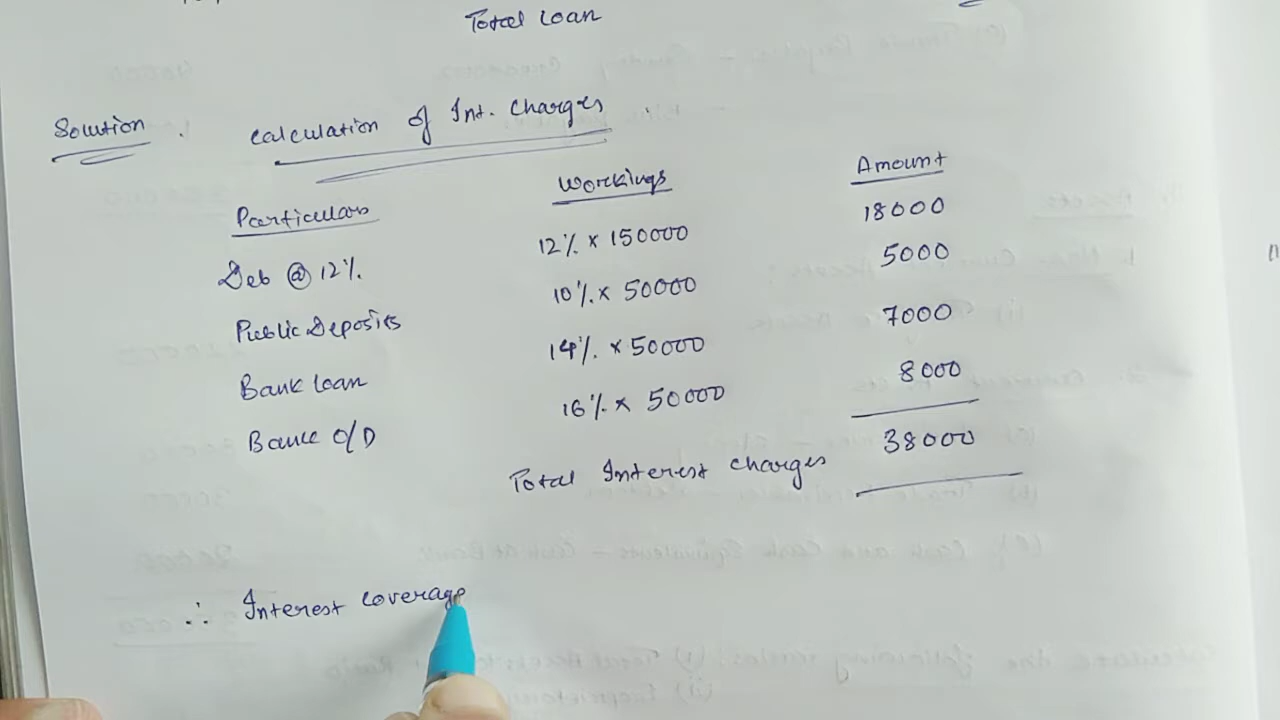 Total Loan
Solution. Calculation of Int. Charges
Particulars Workings Amount
Deb @ 12% 12% × 150000 18000
Public Deposits 10% × 50000 5000
Bank Loan 14% × 50000 7000
Bank O/D 16% × 50000 8000
Total Interest Charges 38000
∴ Interest coverage